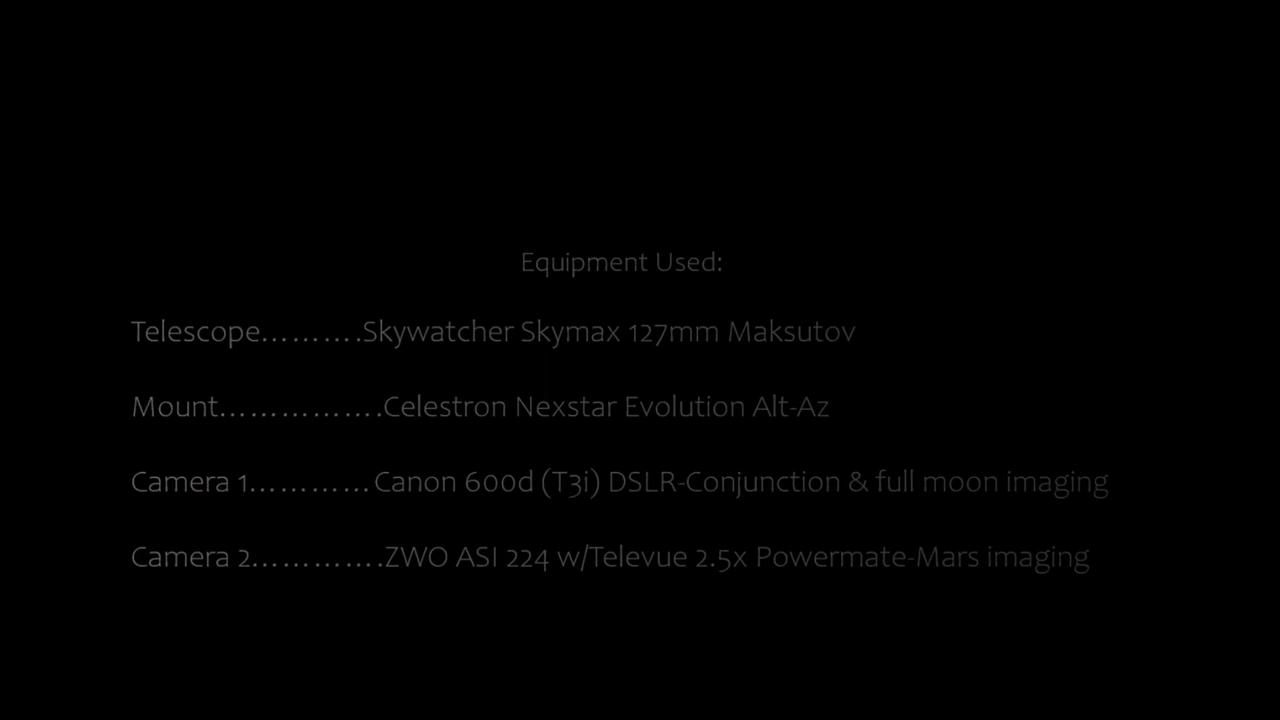 Equipment Used:
Telescope……….Skywatcher Skymax 127mm Maksutov
Mount…………….Celestron Nexstar Evolution Alt-Az
Camera 1…………Canon 600d (T3i) DSLR-Conjunction & full moon imaging
Camera 2………….ZWO ASI 224 w/Televue 2.5x Powermate-Mars imaging